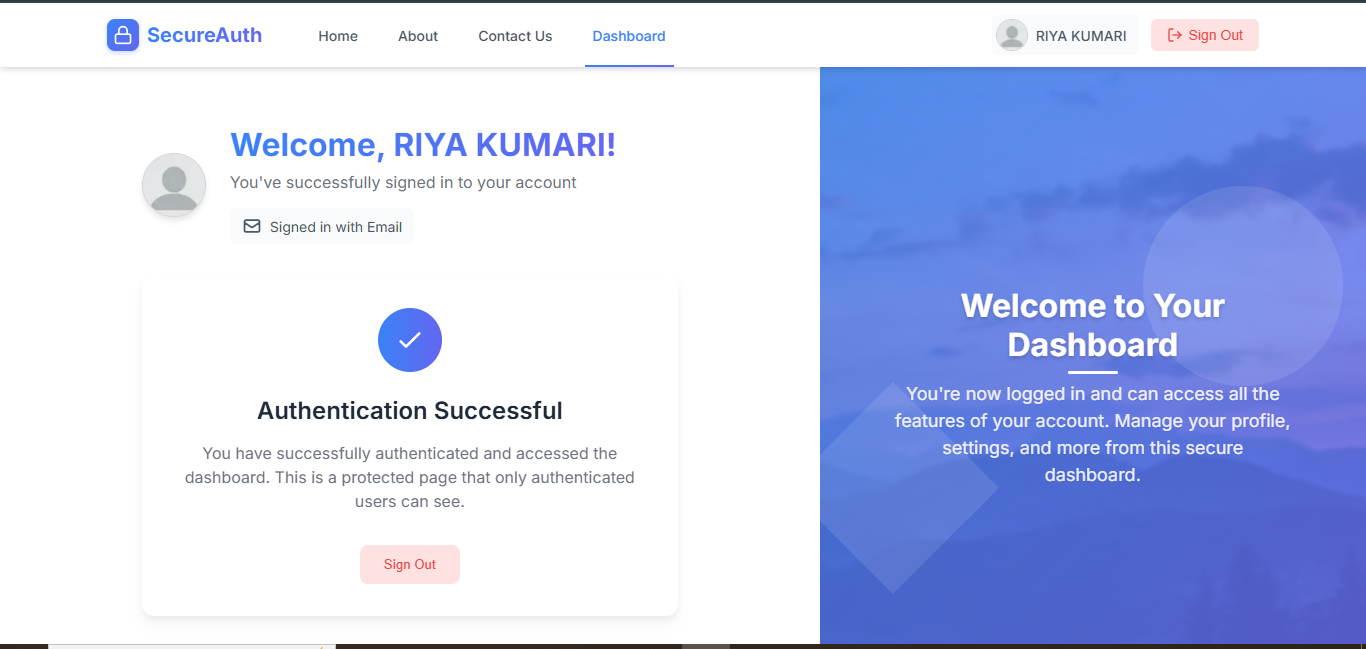 SecureAuth
Home
About
Contact Us
Dashboard
RIYA KUMARI
Sign Out
Welcome, RIYA KUMARI!
You've successfully signed in to your account
Signed in with Email
Authentication Successful
You have successfully authenticated and accessed the
dashboard. This is a protected page that only authenticated
users can see.
Sign Out
Welcome to Your
Dashboard
You're now logged in and can access all the
features of your account. Manage your profile,
settings, and more from this secure
dashboard.